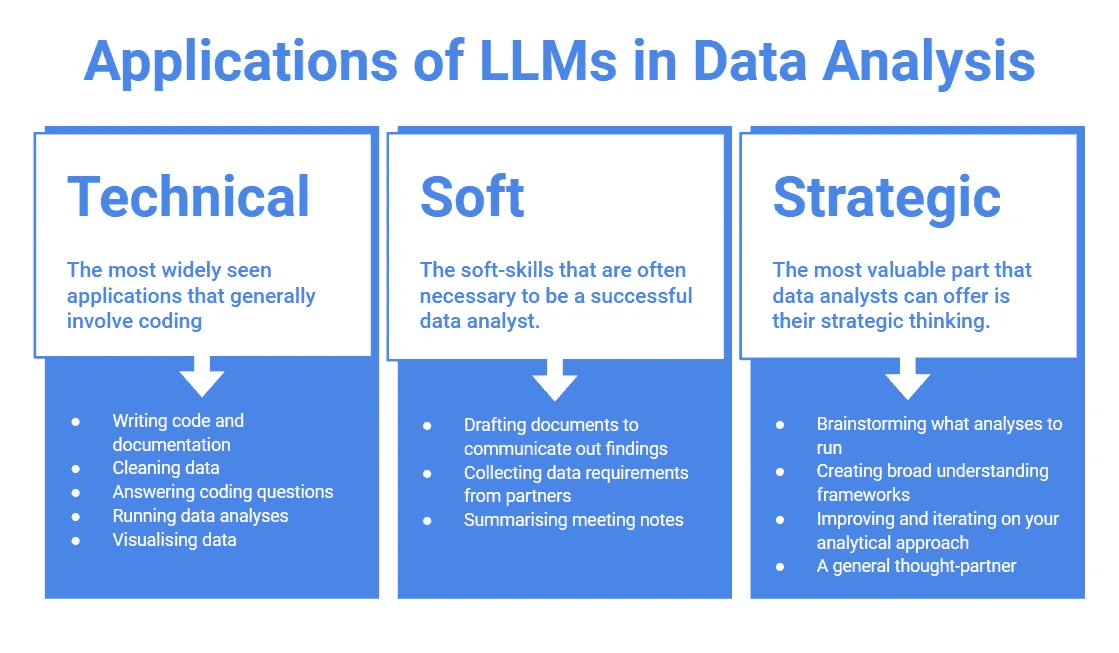 Applications of LLMs in Data Analysis
Technical
The most widely seen
applications that generally
involve coding
● Writing code and
documentation
● Cleaning data
● Answering coding questions
● Running data analyses
● Visualising data
Soft
The soft-skills that are often
necessary to be a successful
data analyst.
● Drafting documents to
communicate out findings
● Collecting data requirements
from partners
● Summarising meeting notes
Strategic
The most valuable part that
data analysts can offer is
their strategic thinking.
● Brainstorming what analyses to
run
● Creating broad understanding
frameworks
● Improving and iterating on your
analytical approach
● A general thought-partner